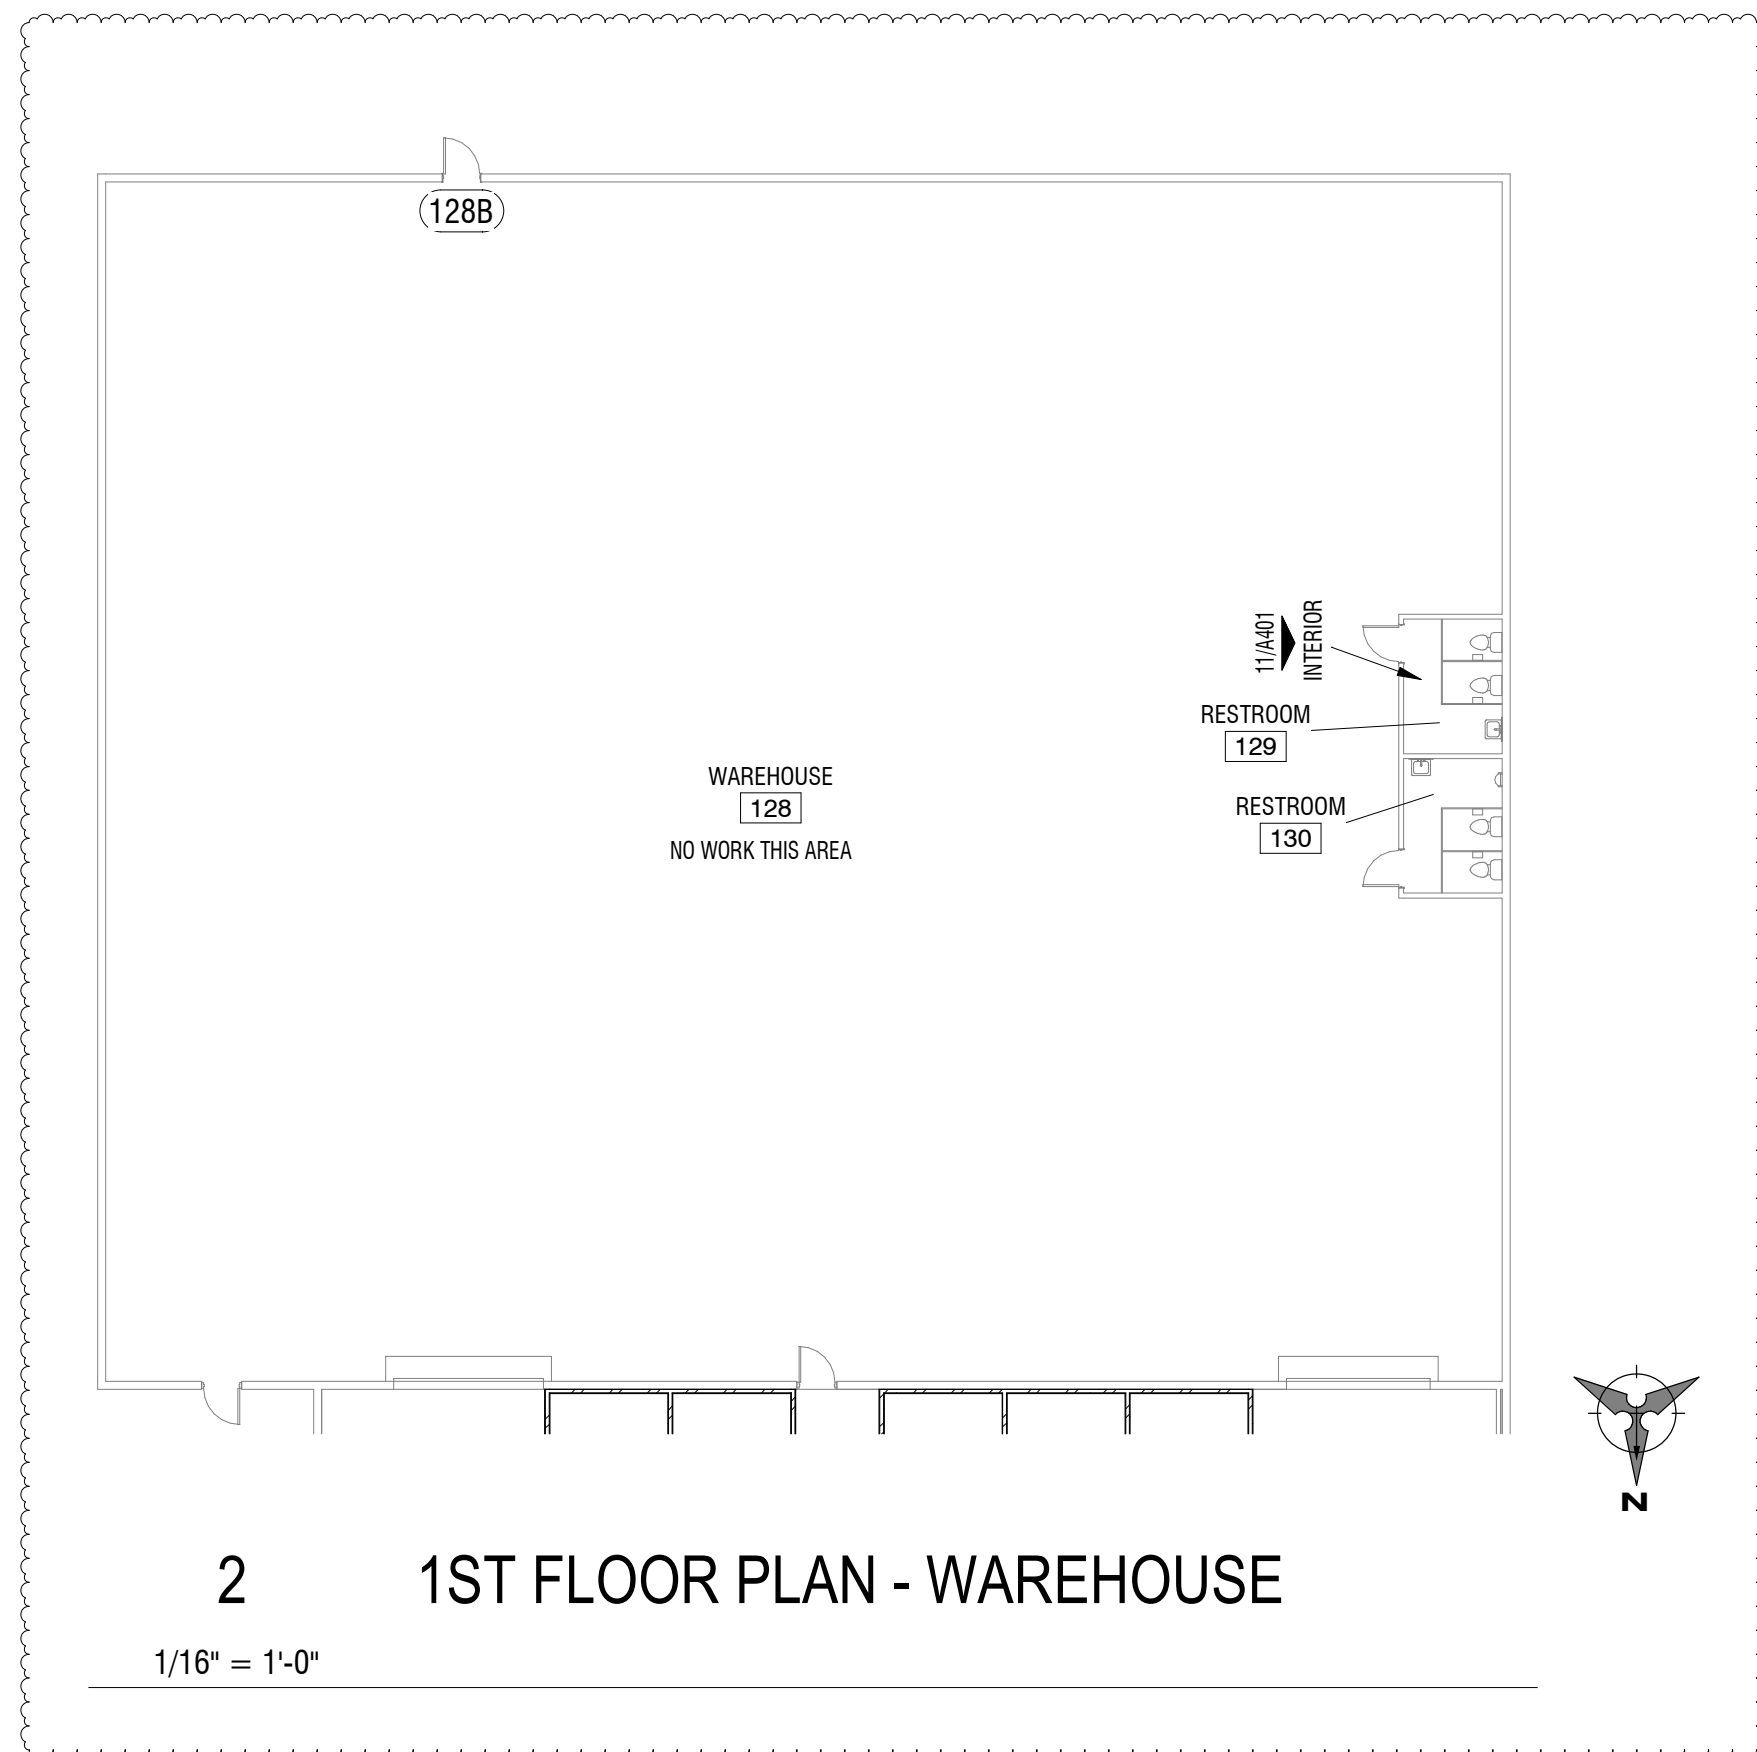 128B
11/A401
INTERIOR
RESTROOM
129
WAREHOUSE
128
NO WORK THIS AREA
RESTROOM
130
N
2 1ST FLOOR PLAN - WAREHOUSE
1/16" = 1'-0"